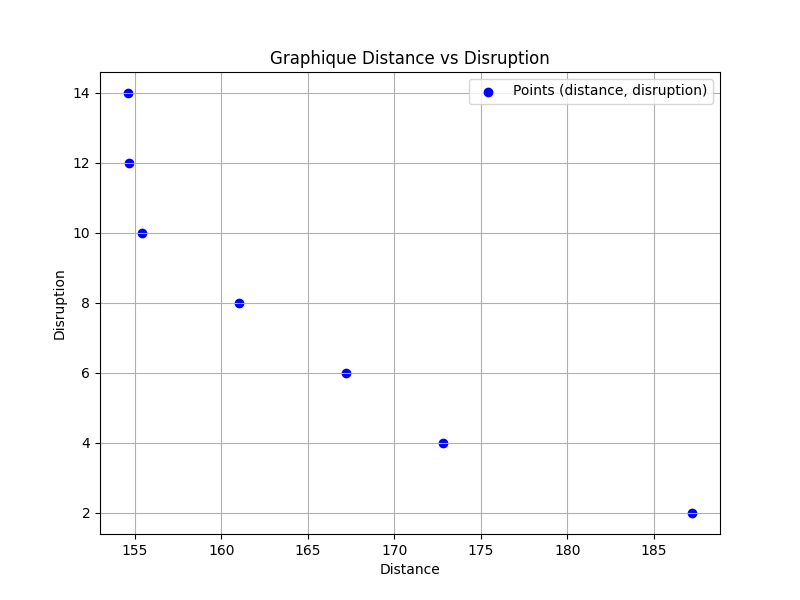 Graphique Distance vs Disruption
Points (distance, disruption)
14
12
10
8
6
4
2
Disruption
155 160 165 170 175 180 185
Distance